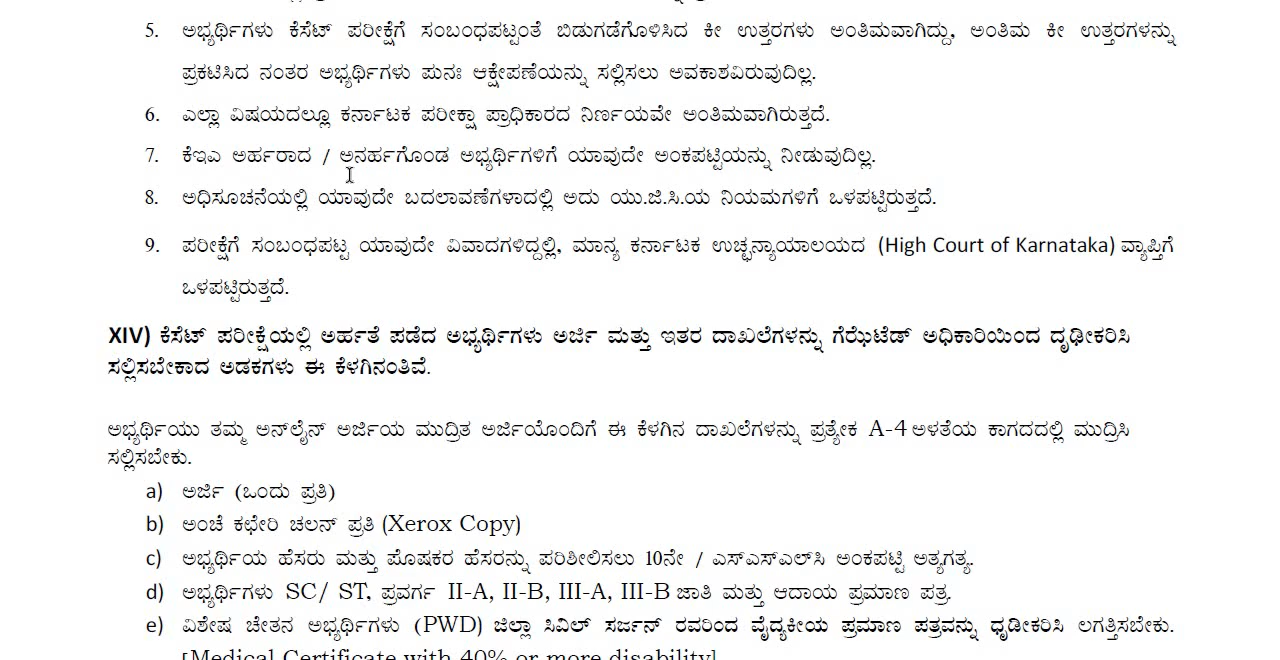 5. ಅಭ್ಯರ್ಥಿಗಳು ಕೆಸೆಟ್ ಪರೀಕ್ಷೆಗೆ ಸಂಬಂಧಪಟ್ಟಂತೆ ಬಿಡುಗಡೆಗೊಳಿಸಿದ ಕೀ ಉತ್ತರಗಳು ಅಂತಿಮವಾಗಿದ್ದು, ಅಂತಿಮ ಕೀ ಉತ್ತರಗಳನ್ನು
ಪ್ರಕಟಿಸಿದ ನಂತರ ಅಭ್ಯರ್ಥಿಗಳು ಪುನಃ ಆಕ್ಷೇಪಣೆಯನ್ನು ಸಲ್ಲಿಸಲು ಅವಕಾಶವಿರುವುದಿಲ್ಲ.
6. ಎಲ್ಲಾ ವಿಷಯದಲ್ಲೂ ಕರ್ನಾಟಕ ಪರೀಕ್ಷಾ ಪ್ರಾಧಿಕಾರದ ನಿರ್ಣಯವೇ ಅಂತಿಮವಾಗಿರುತ್ತದೆ.
7. ಕೆಇಎ ಅರ್ಹರಾದ / ಅನರ್ಹಗೊಂಡ ಅಭ್ಯರ್ಥಿಗಳಿಗೆ ಯಾವುದೇ ಅಂಕಪಟ್ಟಿಯನ್ನು ನೀಡುವುದಿಲ್ಲ.
8. ಅಧಿಸೂಚನೆಯಲ್ಲಿ ಯಾವುದೇ ಬದಲಾವಣೆಗಳಾದಲ್ಲಿ ಅದು ಯು.ಜಿ.ಸಿ.ಯ ನಿಯಮಗಳಿಗೆ ಒಳಪಟ್ಟಿರುತ್ತದೆ.
9. ಪರೀಕ್ಷೆಗೆ ಸಂಬಂಧಪಟ್ಟ ಯಾವುದೇ ವಿವಾದಗಳಿದ್ದಲ್ಲಿ, ಮಾನ್ಯ ಕರ್ನಾಟಕ ಉಚ್ಛನ್ಯಾಯಾಲಯದ (High Court of Karnataka) ವ್ಯಾಪ್ತಿಗೆ
ಒಳಪಟ್ಟಿರುತ್ತದೆ.
XIV) ಕೆಸೆಟ್ ಪರೀಕ್ಷೆಯಲ್ಲಿ ಅರ್ಹತೆ ಪಡೆದ ಅಭ್ಯರ್ಥಿಗಳು ಅರ್ಜಿ ಮತ್ತು ಇತರ ದಾಖಲೆಗಳನ್ನು ಗೆಝೆಟೆಡ್ ಅಧಿಕಾರಿಯಿಂದ ದೃಢೀಕರಿಸಿ
ಸಲ್ಲಿಸಬೇಕಾದ ಅಡಕಗಳು ಈ ಕೆಳಗಿನಂತಿವೆ.
ಅಭ್ಯರ್ಥಿಯು ತಮ್ಮ ಅನ್‌ಲೈನ್ ಅರ್ಜಿಯ ಮುದ್ರಿತ ಅರ್ಜಿಯೊಂದಿಗೆ ಈ ಕೆಳಗಿನ ದಾಖಲೆಗಳನ್ನು ಪ್ರತ್ಯೇಕ A-4 ಅಳತೆಯ ಕಾಗದದಲ್ಲಿ ಮುದ್ರಿಸಿ
ಸಲ್ಲಿಸಬೇಕು.
a) ಅರ್ಜಿ (ಒಂದು ಪ್ರತಿ)
b) ಅಂಚೆ ಕಛೇರಿ ಚಲನ್ ಪ್ರತಿ (Xerox Copy)
c) ಅಭ್ಯರ್ಥಿಯ ಹೆಸರು ಮತ್ತು ಪೊಷಕರ ಹೆಸರನ್ನು ಪರಿಶೀಲಿಸಲು 10ನೇ / ಎಸ್‌ಎಸ್‌ಎಲ್‌ಸಿ ಅಂಕಪಟ್ಟಿ ಅತ್ಯಗತ್ಯ.
d) ಅಭ್ಯರ್ಥಿಗಳು SC/ ST, ಪ್ರವರ್ಗ II-A, II-B, III-A, III-B ಜಾತಿ ಮತ್ತು ಆದಾಯ ಪ್ರಮಾಣ ಪತ್ರ.
e) ವಿಶೇಷ ಚೇತನ ಅಭ್ಯರ್ಥಿಗಳು (PWD) ಜಿಲ್ಲಾ ಸಿವಿಲ್ ಸರ್ಜನ್ ರವರಿಂದ ವೈದ್ಯಕೀಯ ಪ್ರಮಾಣ ಪತ್ರವನ್ನು ಧೃಡೀಕರಿಸಿ ಲಗತ್ತಿಸಬೇಕು.
[Medical Certificate with 40% or more disability]